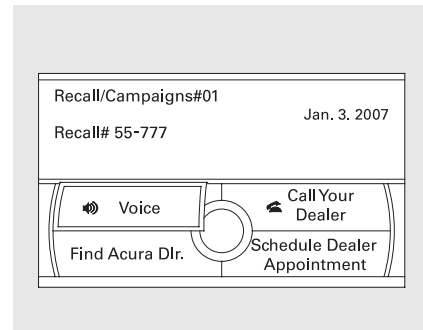 Recall/Campaigns#01
Jan. 3. 2007
Recall# 55-777
Voice
Call Your
Dealer
Find Acura Dlr.
Schedule Dealer
Appointment